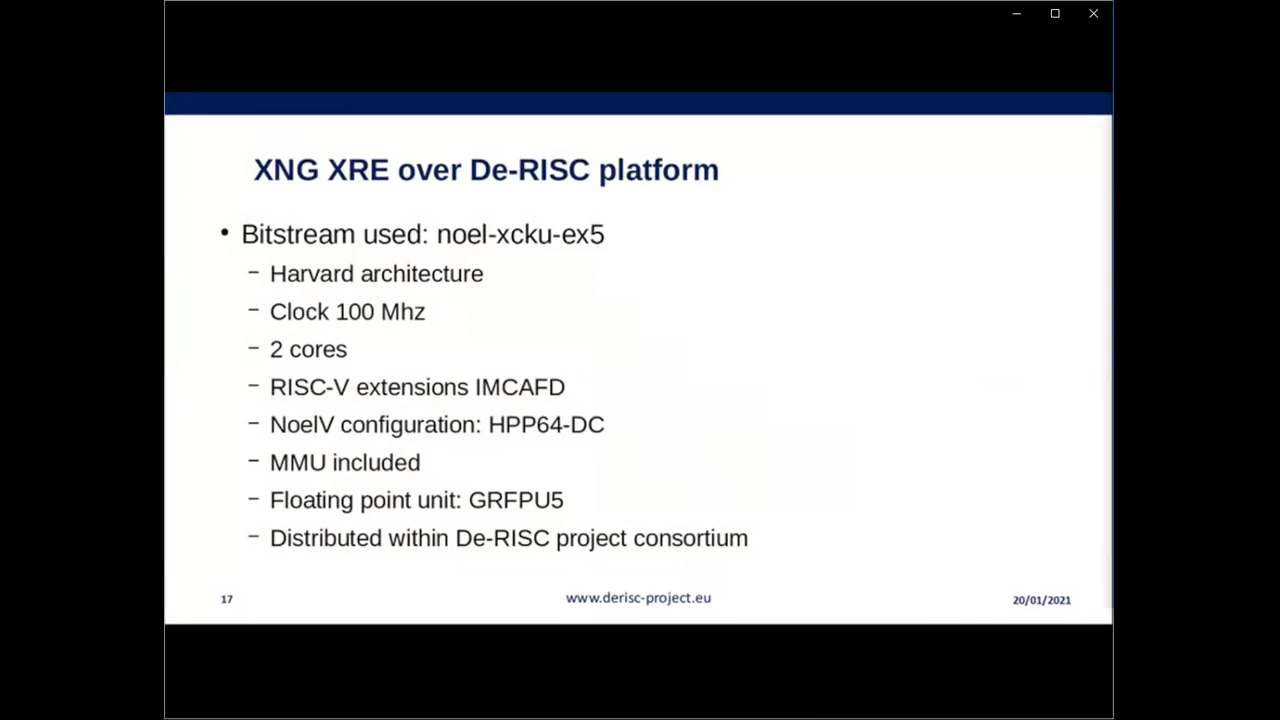 XNG XRE over De-RISC platform
• Bitstream used: noel-xcku-ex5
– Harvard architecture
– Clock 100 Mhz
– 2 cores
– RISC-V extensions IMCAFD
– NoelV configuration: HPP64-DC
– MMU included
– Floating point unit: GRFPU5
– Distributed within De-RISC project consortium
17
www.derisc-project.eu
20/01/2021